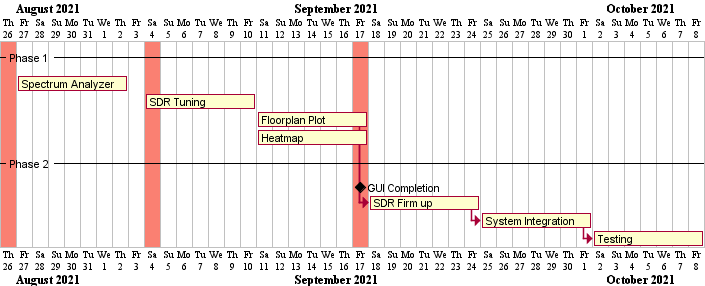 August 2021 September 2021 October 2021
Th Fr Sa Su Mo Tu We Th Fr Sa Su Mo Tu We Th Fr Sa Su Mo Tu We Th Fr Sa Su Mo Tu We Th Fr Sa Su Mo Tu We Th Fr Sa Su Mo Tu We Th Fr
26 27 28 29 30 31 1 2 3 4 5 6 7 8 9 10 11 12 13 14 15 16 17 18 19 20 21 22 23 24 25 26 27 28 29 30 1 2 3 4 5 6 7 8
Phase 1
Spectrum Analyzer
SDR Tuning
Floorplan Plot
Heatmap
Phase 2
GUI Completion
SDR Firm up
System Integration
Testing
Th Fr Sa Su Mo Tu We Th Fr Sa Su Mo Tu We Th Fr Sa Su Mo Tu We Th Fr Sa Su Mo Tu We Th Fr Sa Su Mo Tu We Th Fr Sa Su Mo Tu We Th Fr
26 27 28 29 30 31 1 2 3 4 5 6 7 8 9 10 11 12 13 14 15 16 17 18 19 20 21 22 23 24 25 26 27 28 29 30 1 2 3 4 5 6 7 8
August 2021 September 2021 October 2021